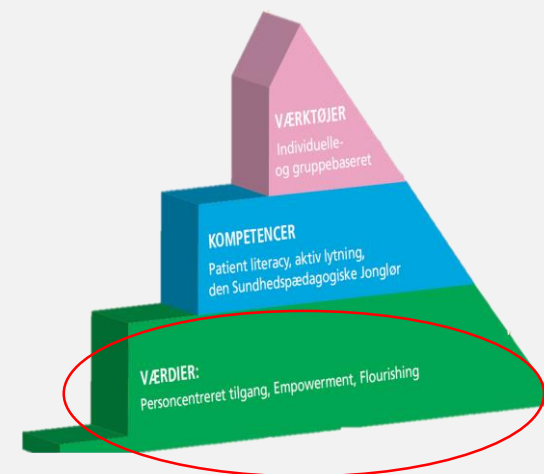 VÆRKTØJER
Individuelle-
og gruppebaseret
KOMPETENCER
Patient literacy, aktiv lytning,
den Sundhedspædagogiske Jonglør
VÆRDIER:
Personcentreret tilgang, Empowerment, Flourishing